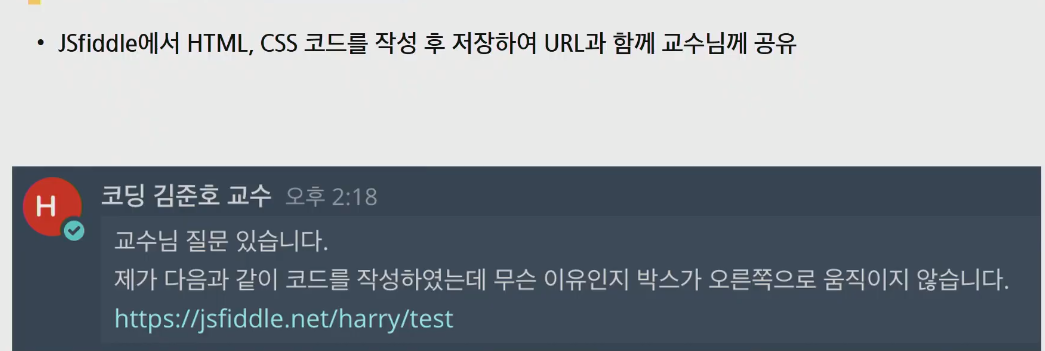 • JSfiddle에서 HTML, CSS 코드를 작성 후 저장하여 URL과 함께 교수님께 공유
H
코딩 김준호 교수 오후 2:18
교수님 질문 있습니다.
제가 다음과 같이 코드를 작성하였는데 무슨 이유인지 박스가 오른쪽으로 움직이지 않습니다.
https://jsfiddle.net/harry/test